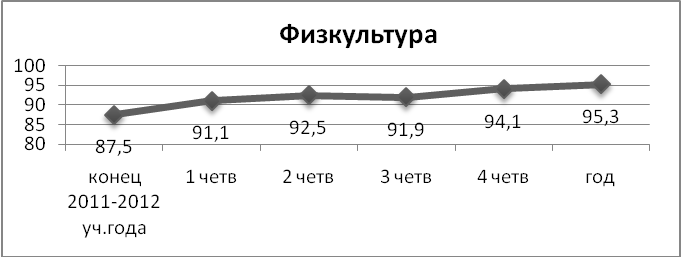 Физкультура
100
95
90
85
80
87,5
91,1
92,5
91,9
94,1
95,3
конец
2011-2012
уч.года
1 четв
2 четв
3 четв
4 четв
год